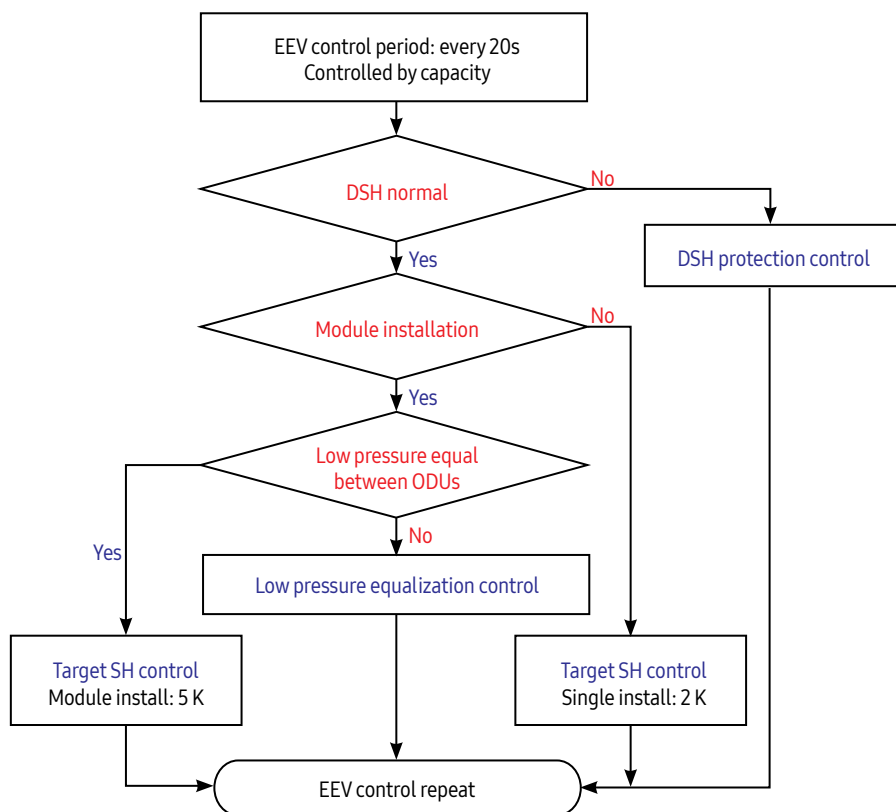 EEV control period: every 20s
Controlled by capacity
DSH normal
No
DSH protection control
Yes
Module installation
No
Yes
Low pressure equal
between ODUs
Yes
No
Low pressure equalization control
Target SH control
Module install: 5 K
Target SH control
Single install: 2 K
EEV control repeat